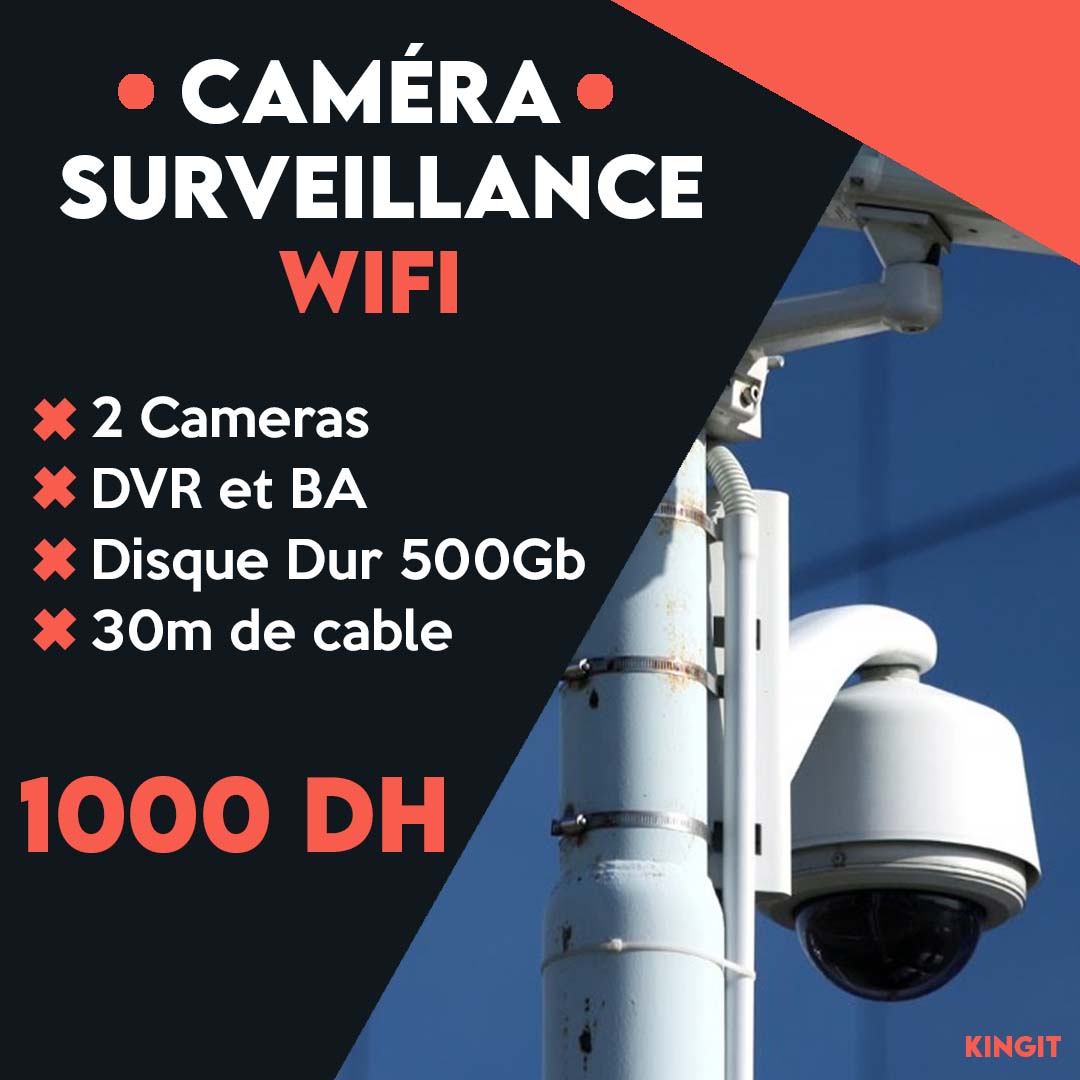 CAMÉRA
SURVEILLANCE
WIFI
2 Cameras
DVR et BA
Disque Dur 500Gb
30m de cable
1000 DH
KINGIT